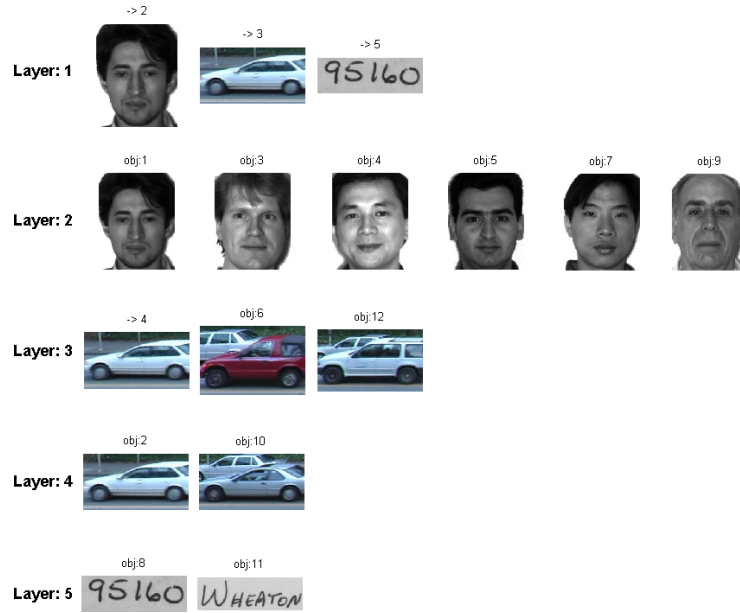 -> 2 -> 3 -> 5
Layer: 1 95160
obj:1 obj:3 obj:4 obj:5 obj:7 obj:9
Layer: 2
-> 4 obj:6 obj:12
Layer: 3
obj:2 obj:10
Layer: 4
obj:8 obj:11
Layer: 5 95160 WHEATON